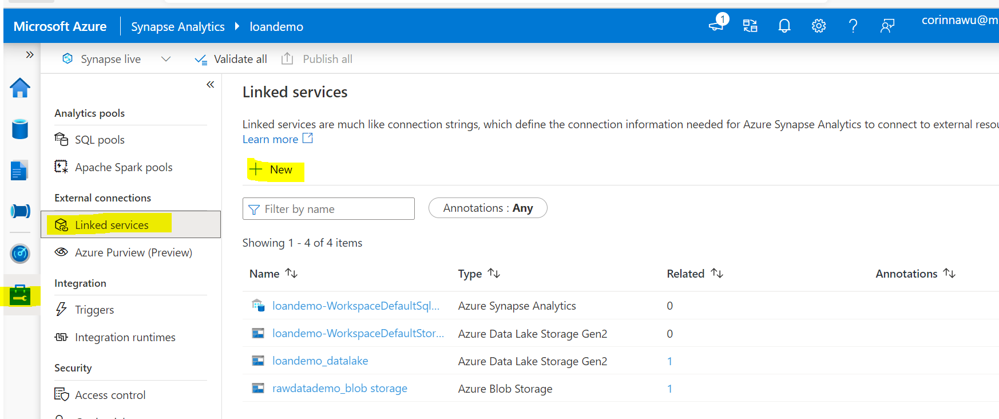 Microsoft Azure Synapse Analytics loandemo 1 corinnawu@m
Synapse live Validate all Publish all
Analytics pools
SQL pools
Apache Spark pools
External connections
Linked services
Azure Purview (Preview)
Integration
Triggers
Integration runtimes
Security
Access control
Linked services
Linked services are much like connection strings, which define the connection information needed for Azure Synapse Analytics to connect to external resou
Learn more
New
Filter by name Annotations : Any
Showing 1 - 4 of 4 items
Name Type Related Annotations
loandemo-WorkspaceDefaultSql... Azure Synapse Analytics 0
loandemo-WorkspaceDefaultStor... Azure Data Lake Storage Gen2 0
loandemo_datalake Azure Data Lake Storage Gen2 1
rawdatademo_blob storage Azure Blob Storage 1